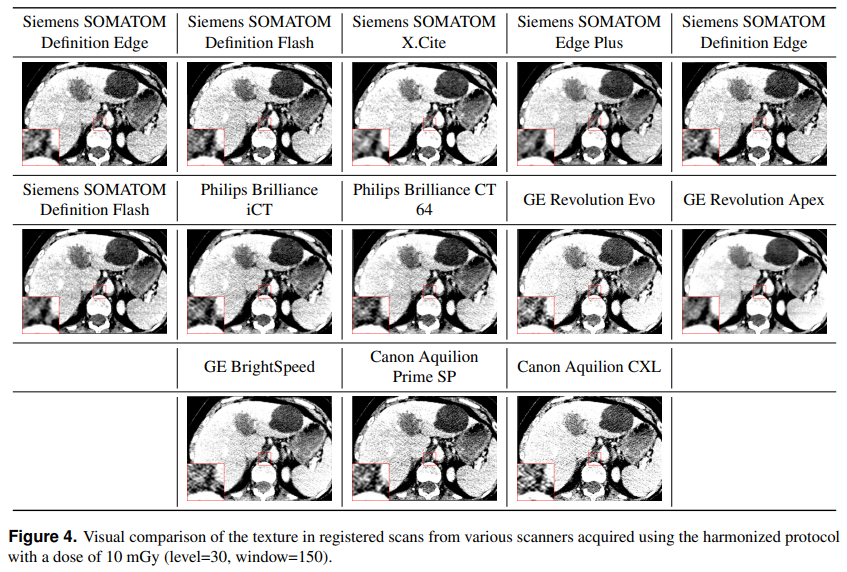 Siemens SOMATOM Definition Edge
Siemens SOMATOM Definition Flash
Siemens SOMATOM X.Cite
Siemens SOMATOM Edge Plus
Siemens SOMATOM Definition Edge
Siemens SOMATOM Definition Flash
Philips Brilliance iCT
Philips Brilliance CT 64
GE Revolution Evo
GE Revolution Apex
GE BrightSpeed
Canon Aquilion Prime SP
Canon Aquilion CXL
Figure 4. Visual comparison of the texture in registered scans from various scanners acquired using the harmonized protocol
with a dose of 10 mGy (level=30, window=150).